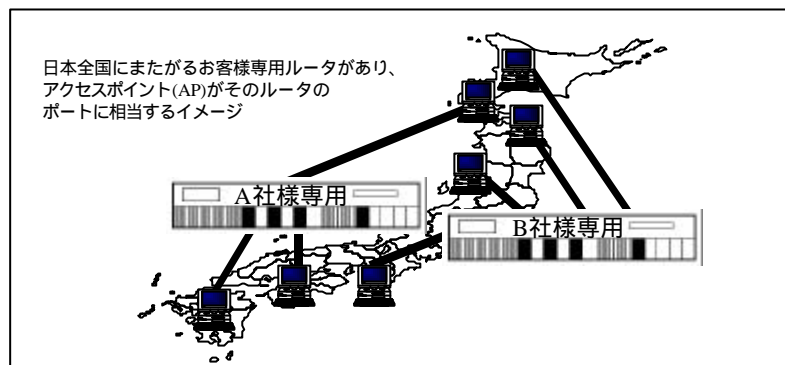 日本全国にまたがるお客様専用ルータがあり、
アクセスポイント(AP)がそのルータの
ポートに相当するイメージ
A社様専用
B社様専用